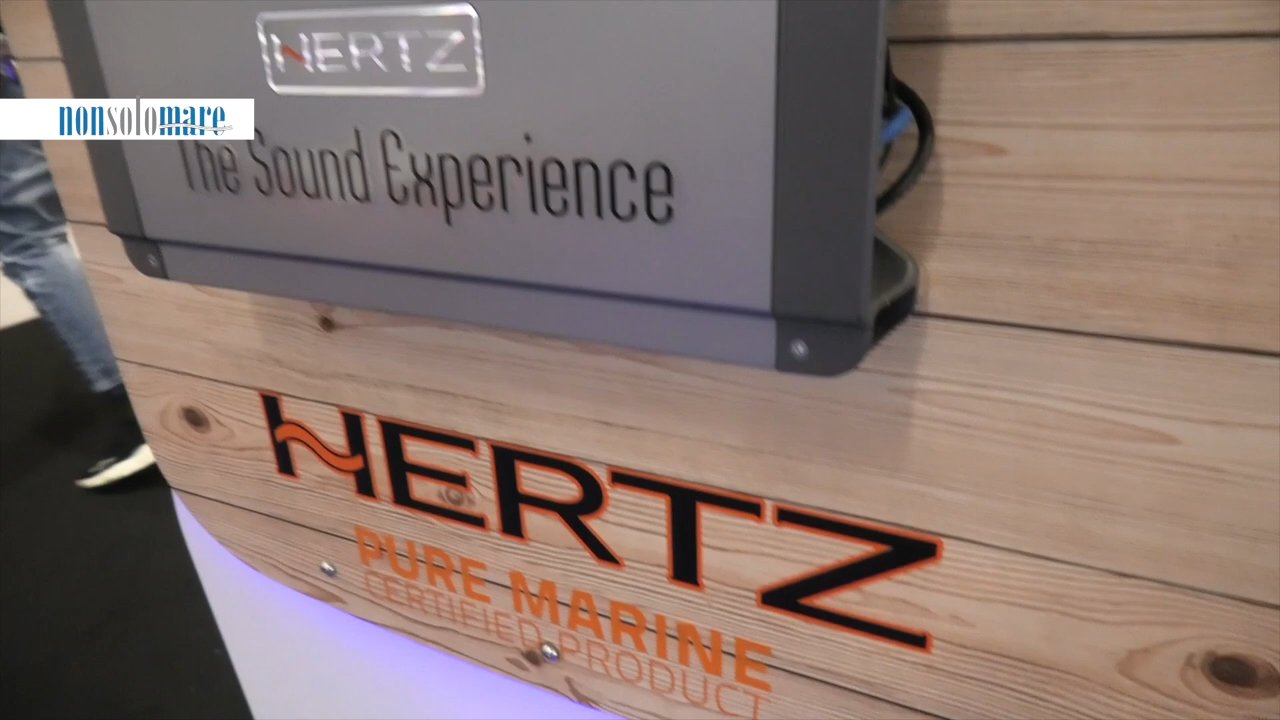 HERTZ
nonsolomare
The Sound Experience
HERTZ
PURE MARINE
CERTIFIED PRODUCT